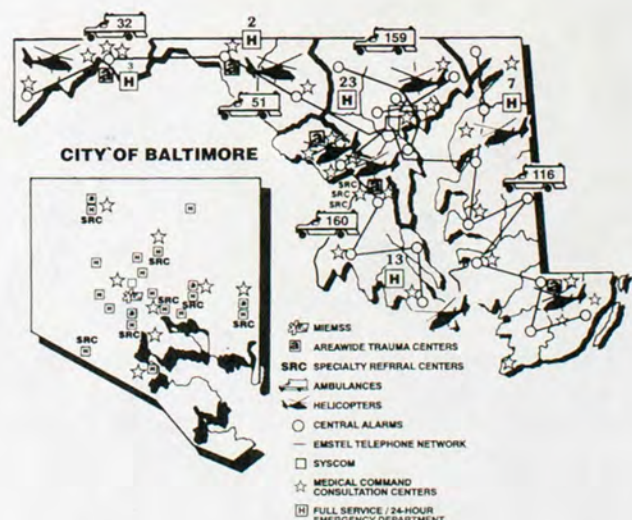 32
2
H
159
3
H
23
H
7
H
51
CITY OF BALTIMORE
SRC
SRC
SRC
116
160
13
H
SRC
SRC
SRC
SRC
SRC
SRC
SRC
MIEMSS
AREAWIDE TRAUMA CENTERS
SRC SPECIALTY REFRRAL CENTERS
AMBULANCES
HELICOPTERS
CENTRAL ALARMS
EMSTEL TELEPHONE NETWORK
SYSCOM
MEDICAL COMMAND
CONSULTATION CENTERS
H FULL SERVICE / 24-HOUR
EMERGENCY DEPARTMENT